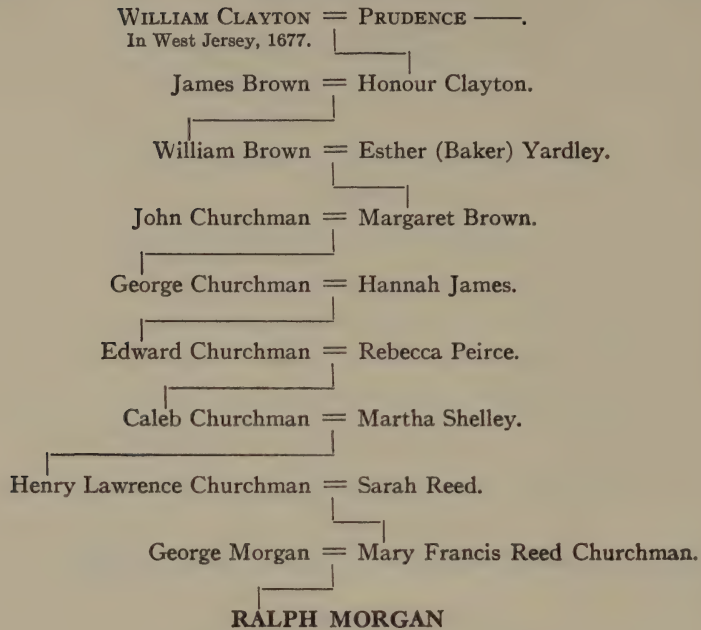 WILLIAM CLAYTON = PRUDENCE ——.
In West Jersey, 1677.
James Brown = Honour Clayton.
William Brown = Esther (Baker) Yardley.
John Churchman = Margaret Brown.
George Churchman = Hannah James.
Edward Churchman = Rebecca Peirce.
Caleb Churchman = Martha Shelley.
Henry Lawrence Churchman = Sarah Reed.
George Morgan = Mary Francis Reed Churchman.
RALPH MORGAN